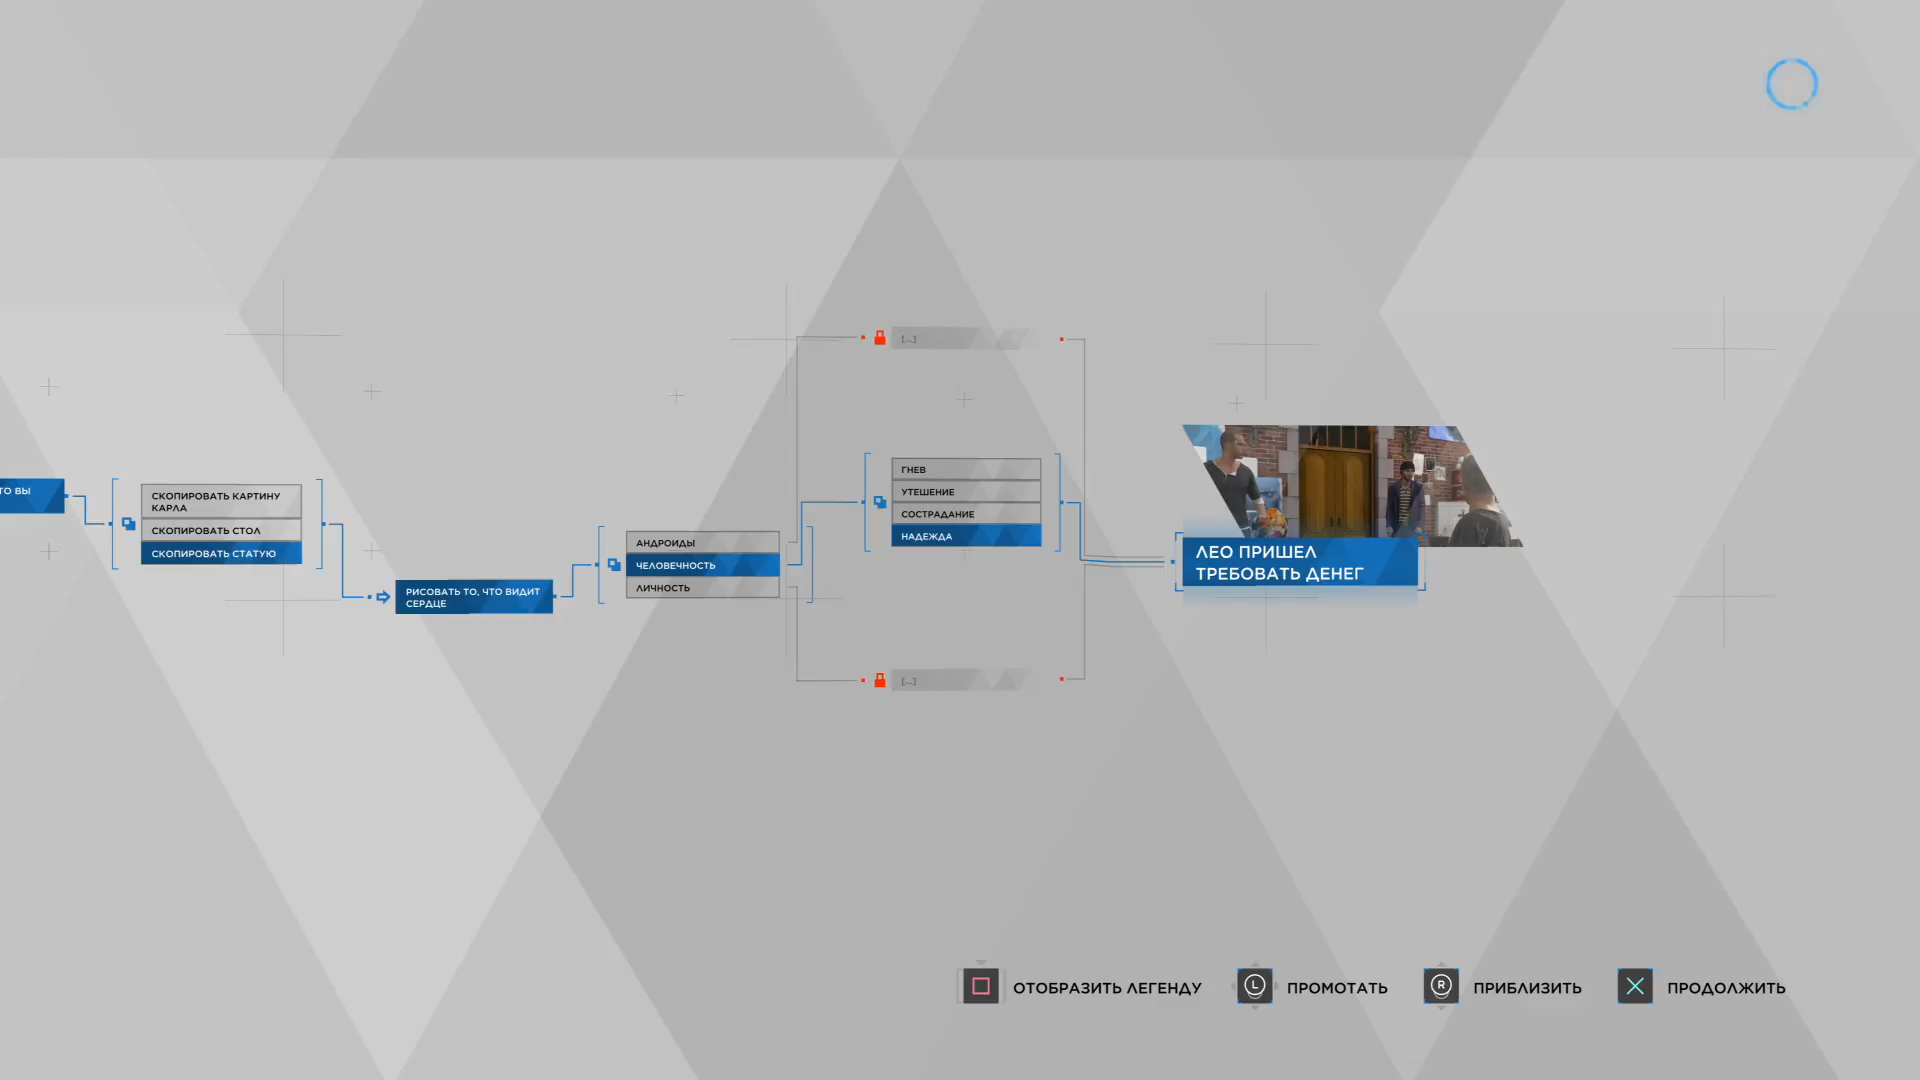 ТО ВЫ
СКОПИРОВАТЬ КАРТИНУ
КАРЛА
СКОПИРОВАТЬ СТОЛ
СКОПИРОВАТЬ СТАТУЮ
РИСОВАТЬ ТО, ЧТО ВИДИТ
СЕРДЦЕ
АНДРОИДЫ
ЧЕЛОВЕЧНОСТЬ
ЛИЧНОСТЬ
[...]
ГНЕВ
УТЕШЕНИЕ
СОСТРАДАНИЕ
НАДЕЖДА
[...]
ЛЕО ПРИШЕЛ
ТРЕБОВАТЬ ДЕНЕГ
ОТОБРАЗИТЬ ЛЕГЕНДУ
L
ПРОМОТАТЬ
R
ПРИБЛИЗИТЬ
ПРОДОЛЖИТЬ